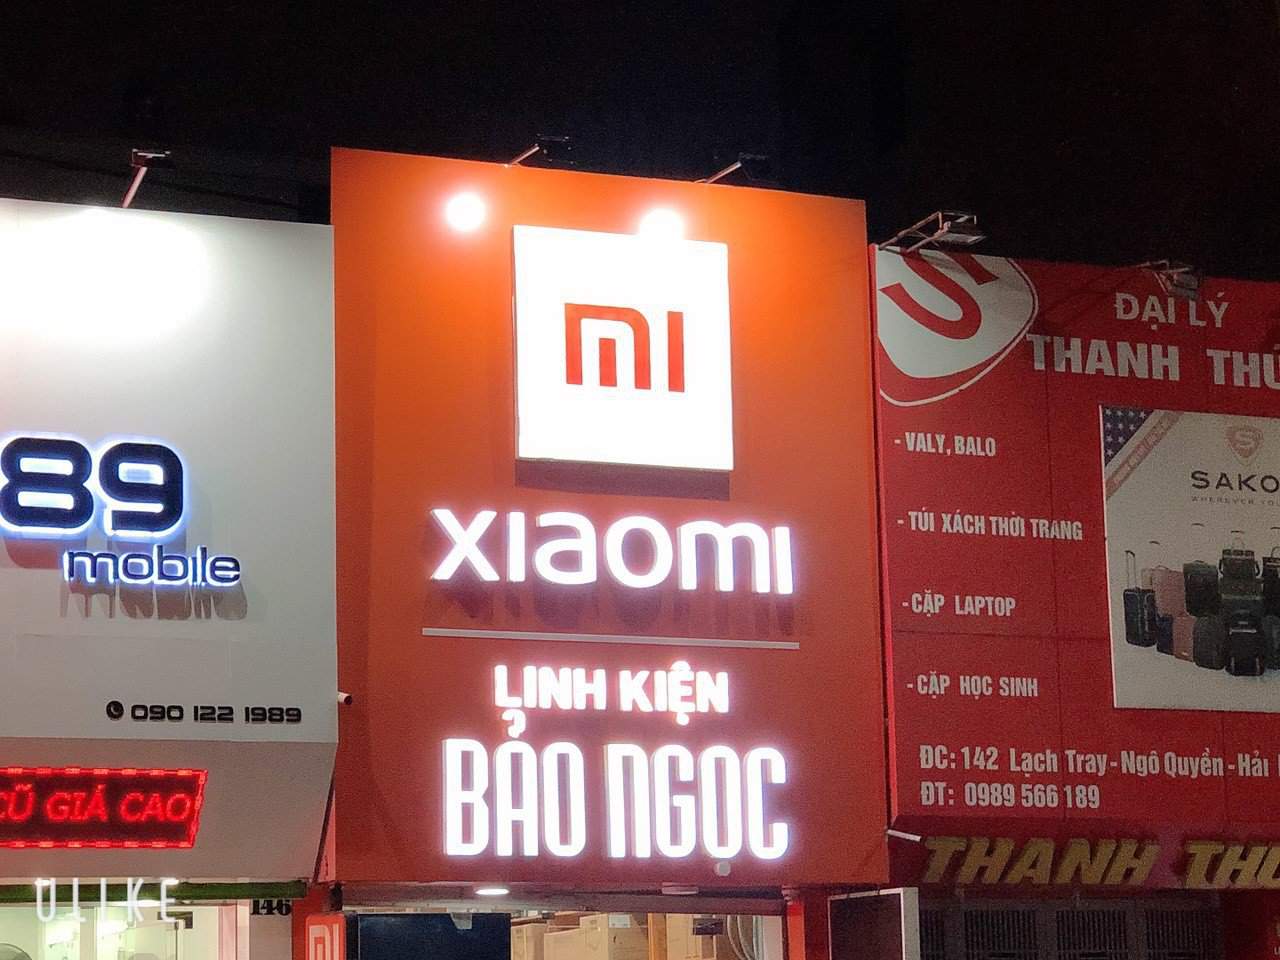 89
mobile
090 122 1989
CŨ GIÁ CAO
146
mi
xiaomi
LINH KIỆN
BẢO NGỌC
mi
S
ĐẠI LÝ
THANH
- VALY, BALO
- TÚI XÁCH THỜI TRANG
- CẶP LAPTOP
- CẶP HỌC SINH
S
SAKO
WHEREVER
ĐC: 142 Lạch Tray - Ngô Quyền - Hải
ĐT: 0989 566 189
THANH
ULIKE